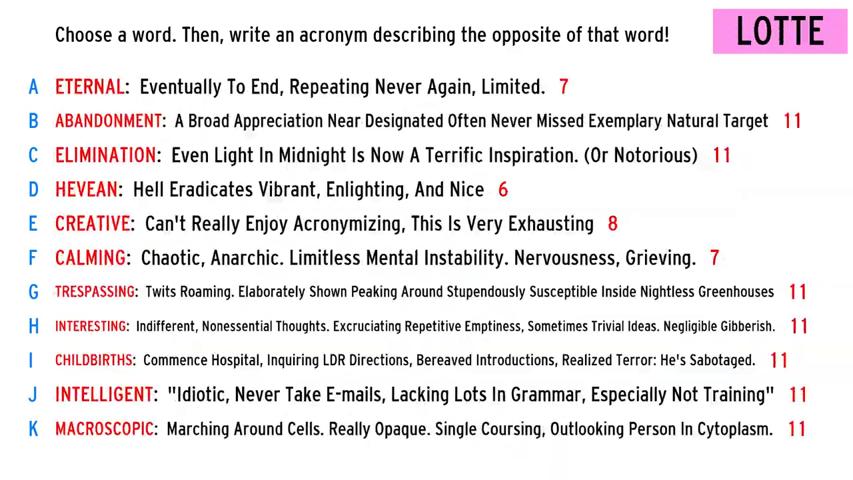 Choose a word. Then, write an acronym describing the opposite of that word!
LOTTE
A ETERNAL: Eventually To End, Repeating Never Again, Limited. 7
B ABANDONMENT: A Broad Appreciation Near Designated Often Never Missed Exemplary Natural Target 11
C ELIMINATION: Even Light In Midnight Is Now A Terrific Inspiration. (Or Notorious) 11
D HEVEAN: Hell Eradicates Vibrant, Enlighting, And Nice 6
E CREATIVE: Can't Really Enjoy Acronymizing, This Is Very Exhausting 8
F CALMING: Chaotic, Anarchic. Limitless Mental Instability. Nervousness, Grieving. 7
G TRESPASSING: Twits Roaming. Elaborately Shown Peaking Around Stupendously Susceptible Inside Nightless Greenhouses 11
H INTERESTING: Indifferent, Nonessential Thoughts. Excruciating Repetitive Emptiness, Sometimes Trivial Ideas. Negligible Gibberish. 11
I CHILDBIRTHS: Commence Hospital, Inquiring LDR Directions, Bereaved Introductions, Realized Terror: He's Sabotaged. 11
J INTELLIGENT: "Idiotic, Never Take E-mails, Lacking Lots In Grammar, Especially Not Training" 11
K MACROSCOPIC: Marching Around Cells. Really Opaque. Single Coursing, Outlooking Person In Cytoplasm. 11